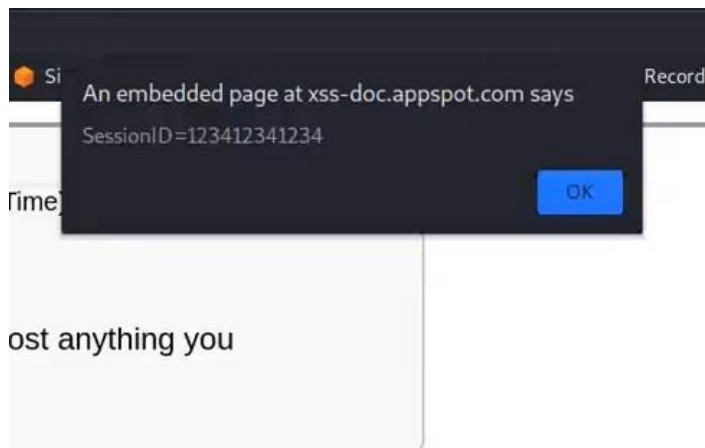 Si
Record
An embedded page at xss-doc.appspot.com says
SessionID=123412341234
OK
Time)
ost anything you